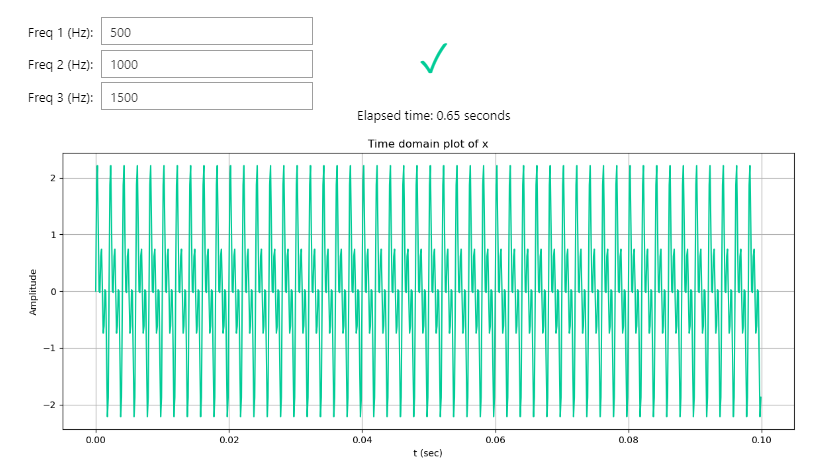 Freq 1 (Hz): 500
Freq 2 (Hz): 1000
Freq 3 (Hz): 1500
Elapsed time: 0.65 seconds
Time domain plot of x
2
1
0
−1
−2
Amplitude
0.00 0.02 0.04 0.06 0.08 0.10
t (sec)